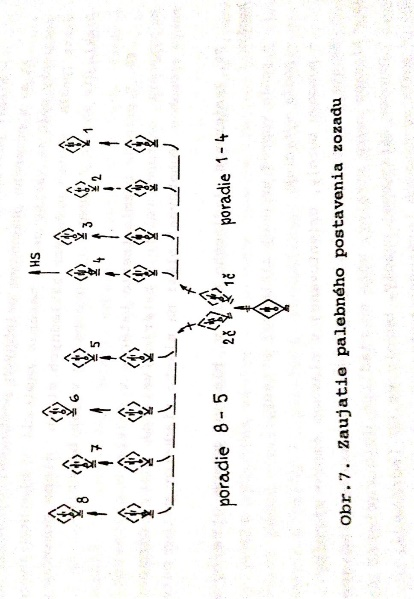 HS
8
7
6
5
4
3
2
1
2č
1č
poradie 8 - 5
poradie 1 - 4
Obr.7. Zaujatie palebného postavenia zozadu